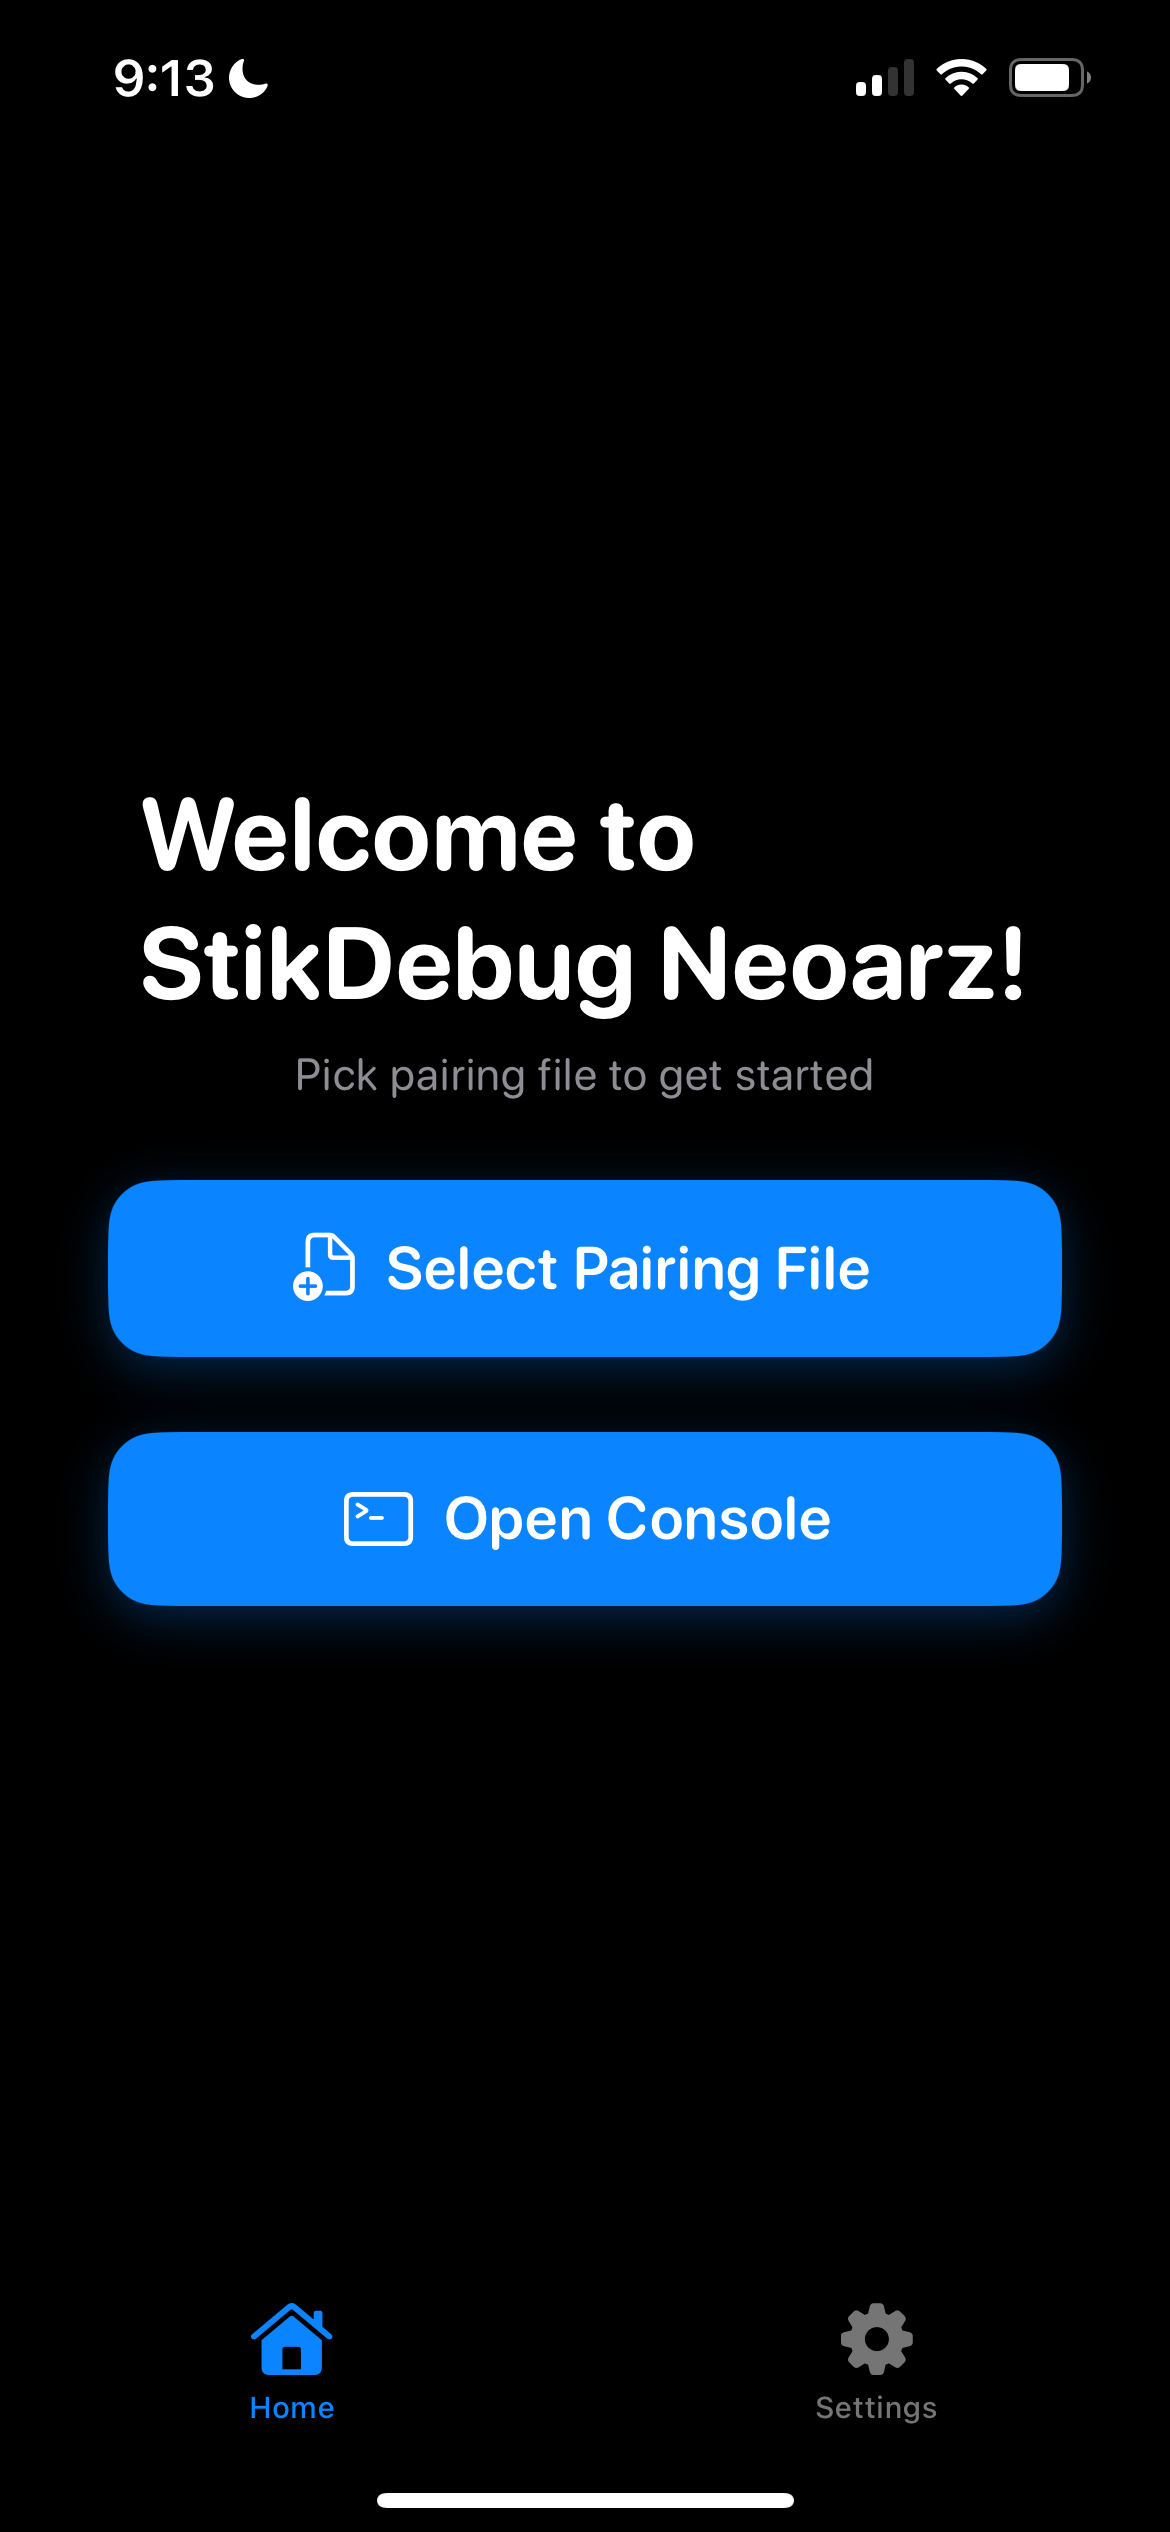 9:13
Welcome to
StikDebug Neoarz!
Pick pairing file to get started
Select Pairing File
Open Console
Home
Settings